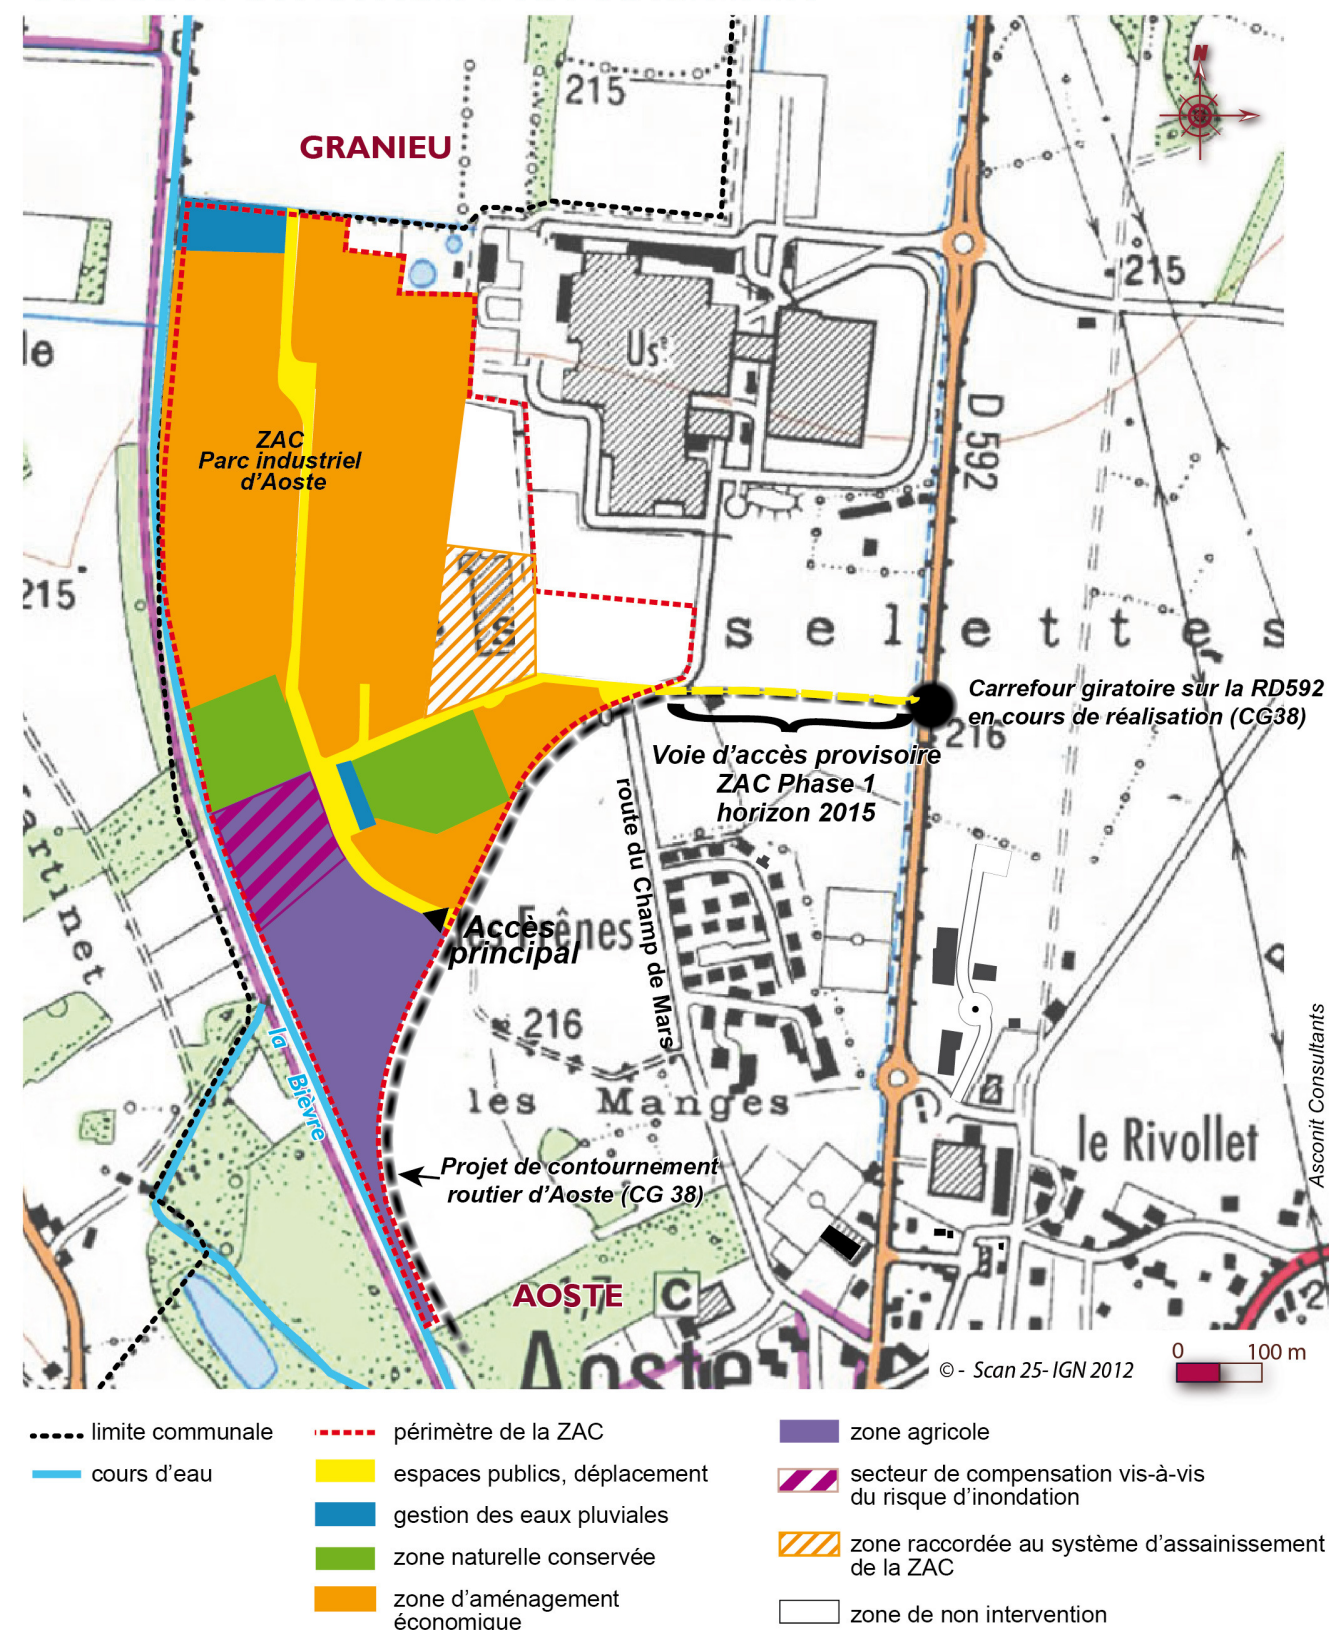 215
GRANIEU
N
215
le
Us.ne
D 592
ZAC
Parc industriel
d'Aoste
215
selettes
Carrefour giratoire sur la RD592
en cours de réalisation (CG38)
216
Voie d'accès provisoire
ZAC Phase 1
horizon 2015
route du Champ de Mars
artinet
Accès
principal
les Frênes
216
la Bièvre
les Manges
le Rivollet
Projet de contournement
routier d'Aoste (CG 38)
AOSTE
C
Aoste
Asconit Consultants
© - Scan 25- IGN 2012
0 100 m
limite communale
cours d'eau
périmètre de la ZAC
espaces publics, déplacement
gestion des eaux pluviales
zone naturelle conservée
zone d'aménagement
économique
zone agricole
secteur de compensation vis-à-vis
du risque d'inondation
zone raccordée au système d'assainissement
de la ZAC
zone de non intervention